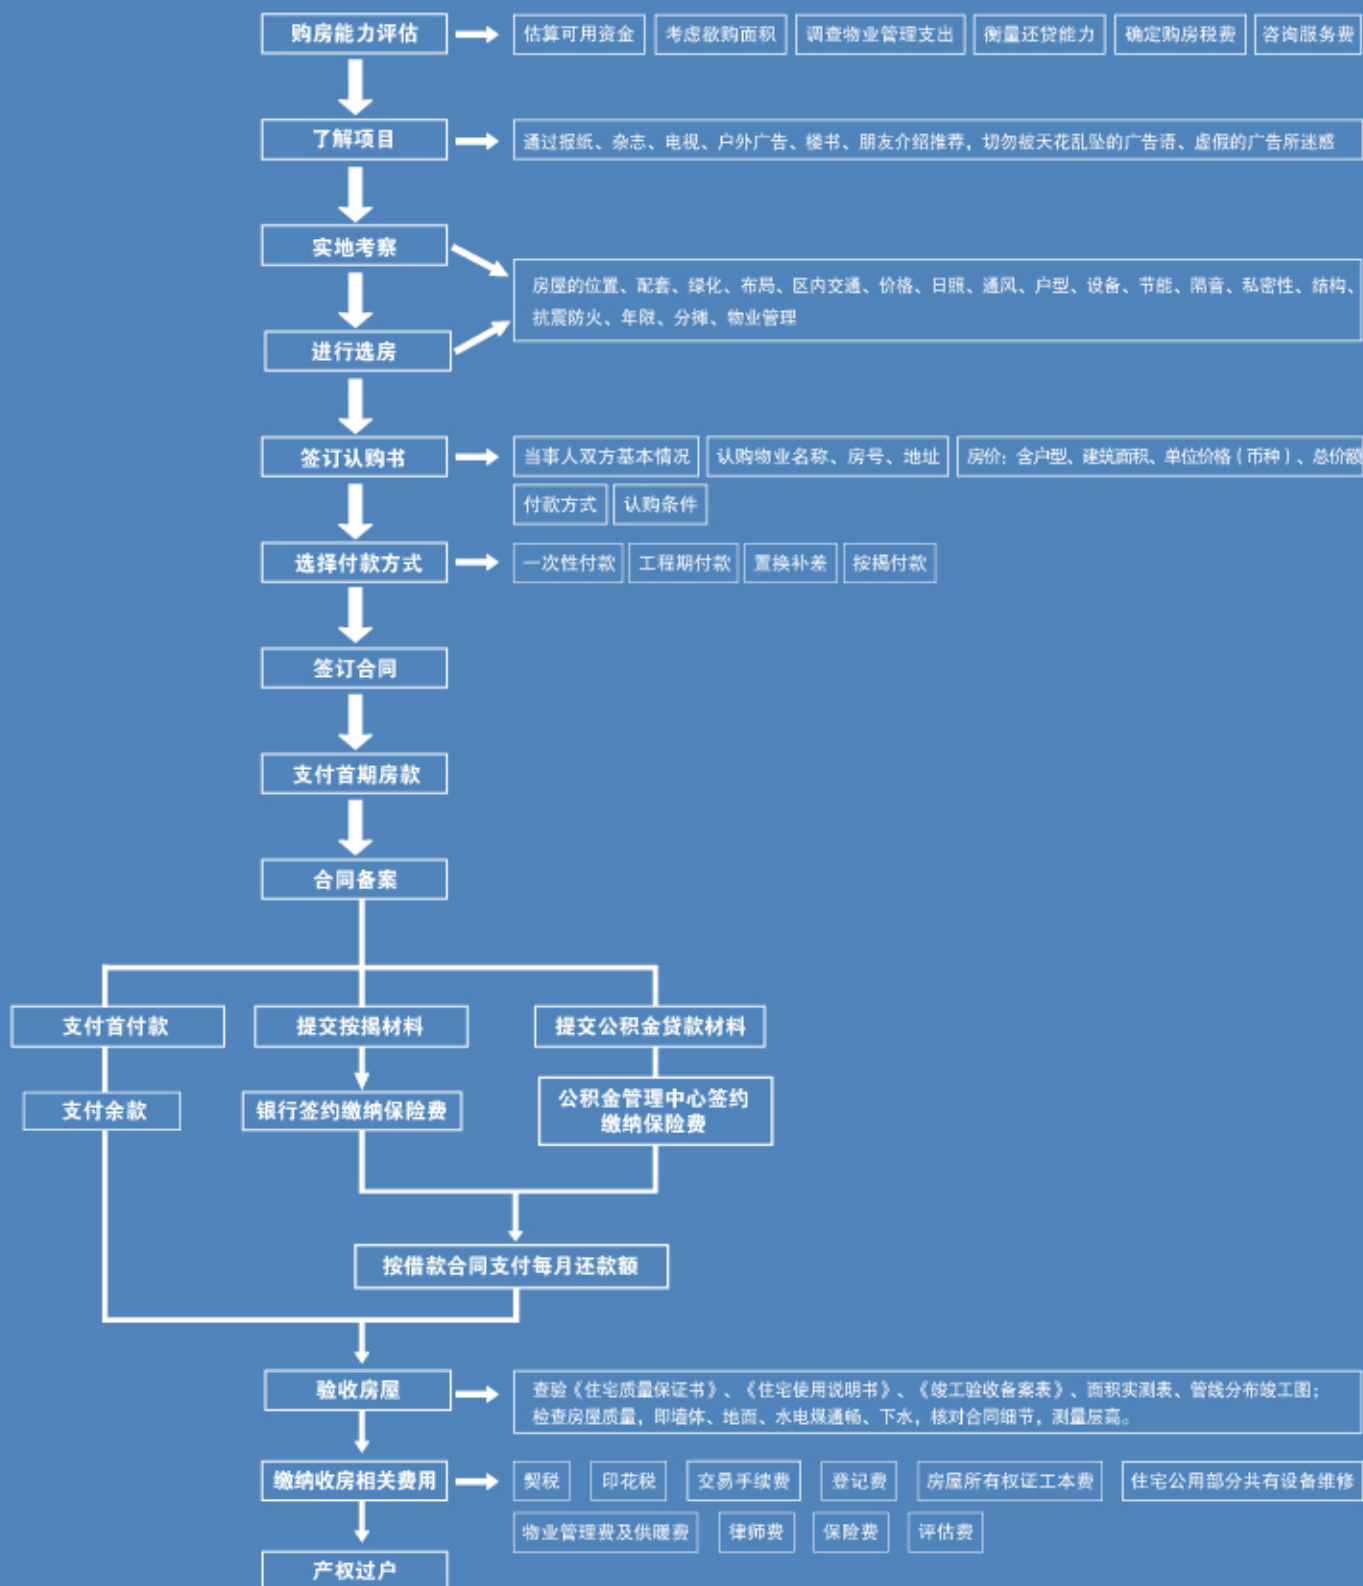 购房能力评估
估算可用资金
考虑欲购面积
调查物业管理支出
衡量还贷能力
确定购房税费
咨询服务费
了解项目
通过报纸、杂志、电视、户外广告、楼书、朋友介绍推荐，切勿被天花乱坠的广告语、虚假的广告所迷惑
实地考察
房屋的位置、配套、绿化、布局、区内交通、价格、日照、通风、户型、设备、节能、隔音、私密性、结构、
抗震防火、年限、分摊、物业管理
进行选房
签订认购书
当事人双方基本情况
认购物业名称、房号、地址
房价：含户型、建筑面积、单位价格（币种）、总价额
付款方式
认购条件
选择付款方式
一次性付款
工程期付款
置换补差
按揭付款
签订合同
支付首期房款
合同备案
支付首付款
提交按揭材料
提交公积金贷款材料
支付余款
银行签约缴纳保险费
公积金管理中心签约
缴纳保险费
按借款合同支付每月还款额
验收房屋
查验《住宅质量保证书》、《住宅使用说明书》、《竣工验收备案表》、面积实测表、管线分布竣工图；
检查房屋质量，即墙体、地面、水电煤通畅、下水，核对合同细节，测量层高。
缴纳收房相关费用
契税
印花税
交易手续费
登记费
房屋所有权证工本费
住宅公用部分共有设备维修
物业管理费及供暖费
律师费
保险费
评估费
产权过户